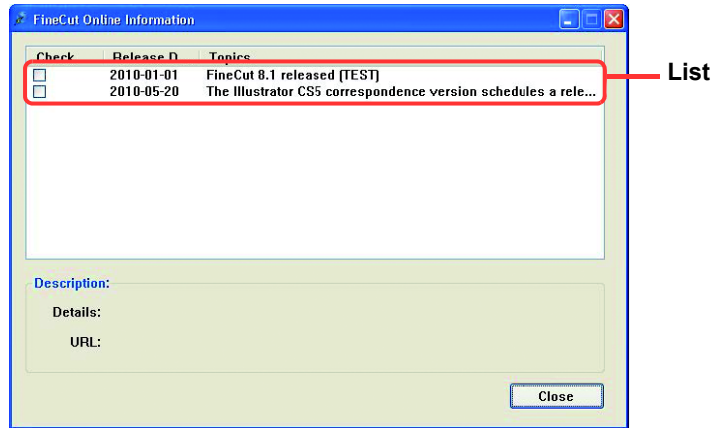 FineCut Online Information
Check Release D Topics
2010-01-01 FineCut 8.1 released (TEST)
2010-05-20 The Illustrator CS5 correspondence version schedules a rele...
List
Description:
Details:
URL:
Close